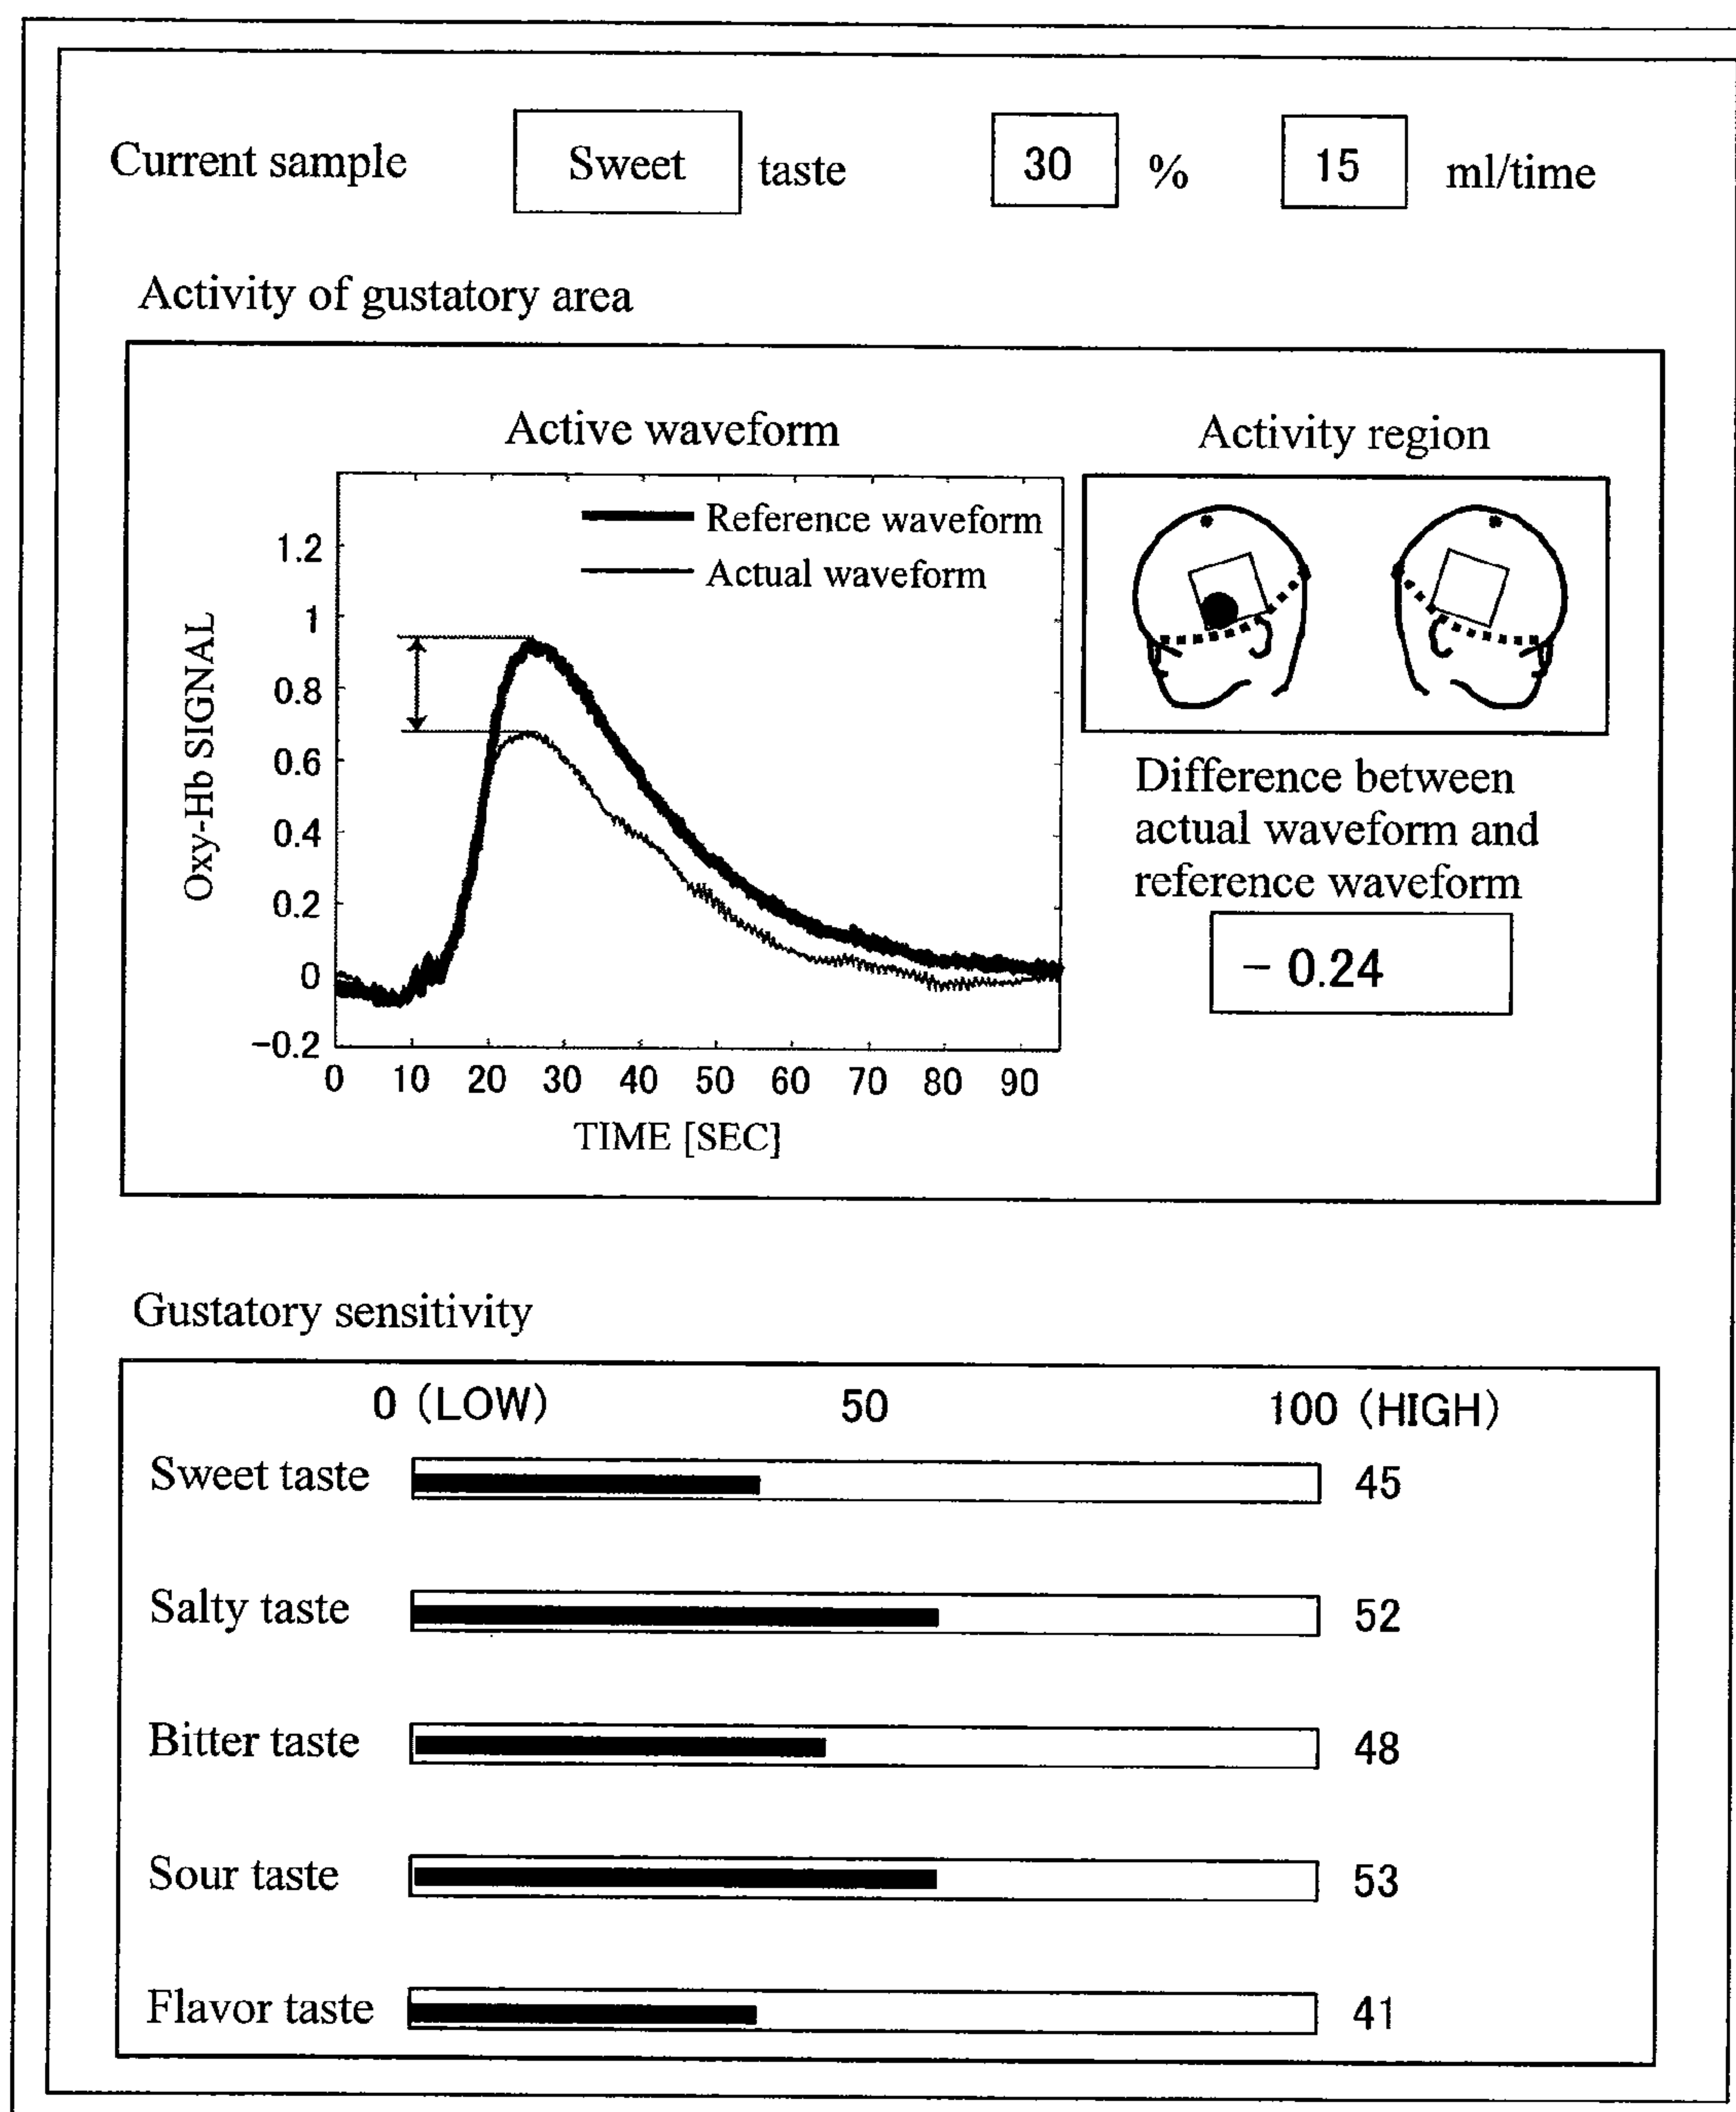 Current sample Sweet taste 30 % 15 ml/time
Activity of gustatory area
Active waveform
Activity region
Reference waveform
Actual waveform
Oxy-Hb SIGNAL
1.2
1
0.8
0.6
0.4
0.2
0
−0.2
0 10 20 30 40 50 60 70 80 90
TIME [SEC]
Difference between
actual waveform and
reference waveform
− 0.24
Gustatory sensitivity
0 (LOW) 50 100 (HIGH)
Sweet taste 45
Salty taste 52
Bitter taste 48
Sour taste 53
Flavor taste 41